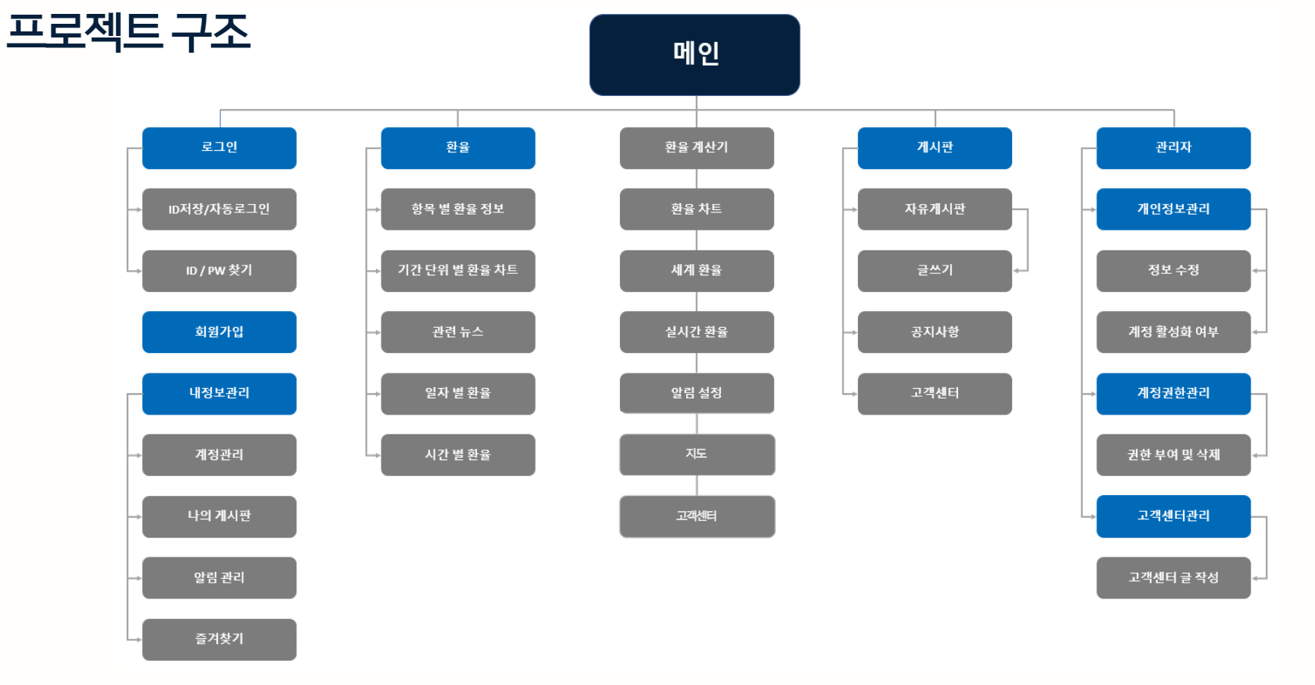 프로젝트 구조
메인
로그인
ID저장/자동로그인
ID / PW 찾기
회원가입
내정보관리
계정관리
나의 게시판
알림 관리
즐겨찾기
환율
항목 별 환율 정보
기간 단위 별 환율 차트
관련 뉴스
일자 별 환율
시간 별 환율
환율 계산기
환율 차트
세계 환율
실시간 환율
알림 설정
지도
고객센터
게시판
자유게시판
글쓰기
공지사항
고객센터
관리자
개인정보관리
정보 수정
계정 활성화 여부
계정권한관리
권한 부여 및 삭제
고객센터관리
고객센터 글 작성